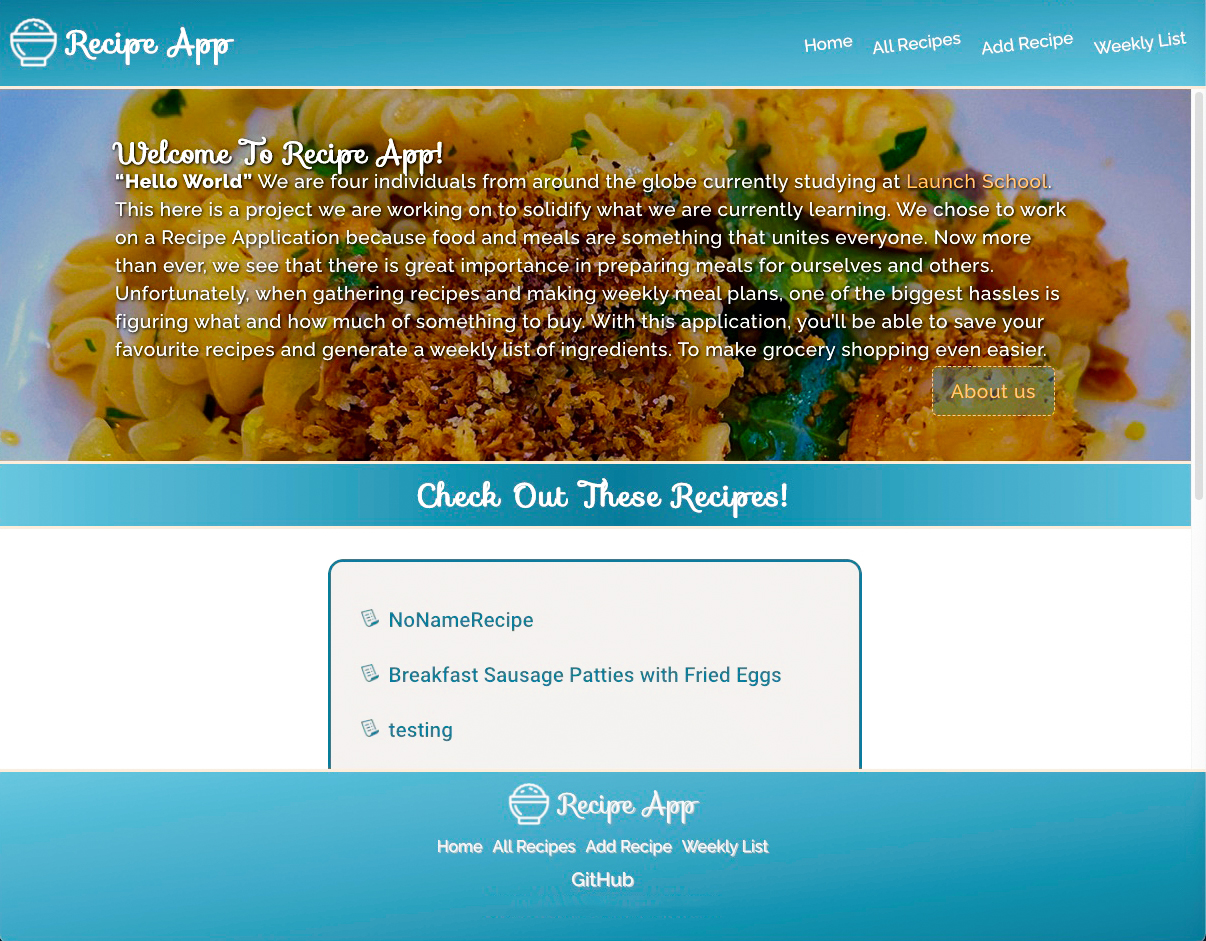 Recipe App
Home All Recipes Add Recipe Weekly List
Welcome To Recipe App!
“Hello World” We are four individuals from around the globe currently studying at Launch School.
This here is a project we are working on to solidify what we are currently learning. We chose to work
on a Recipe Application because food and meals are something that unites everyone. Now more
than ever, we see that there is great importance in preparing meals for ourselves and others.
Unfortunately, when gathering recipes and making weekly meal plans, one of the biggest hassles is
figuring what and how much of something to buy. With this application, you'll be able to save your
favourite recipes and generate a weekly list of ingredients. To make grocery shopping even easier.
About us
Check Out These Recipes!
NoNameRecipe
Breakfast Sausage Patties with Fried Eggs
testing
Recipe App
Home All Recipes Add Recipe Weekly List
GitHub